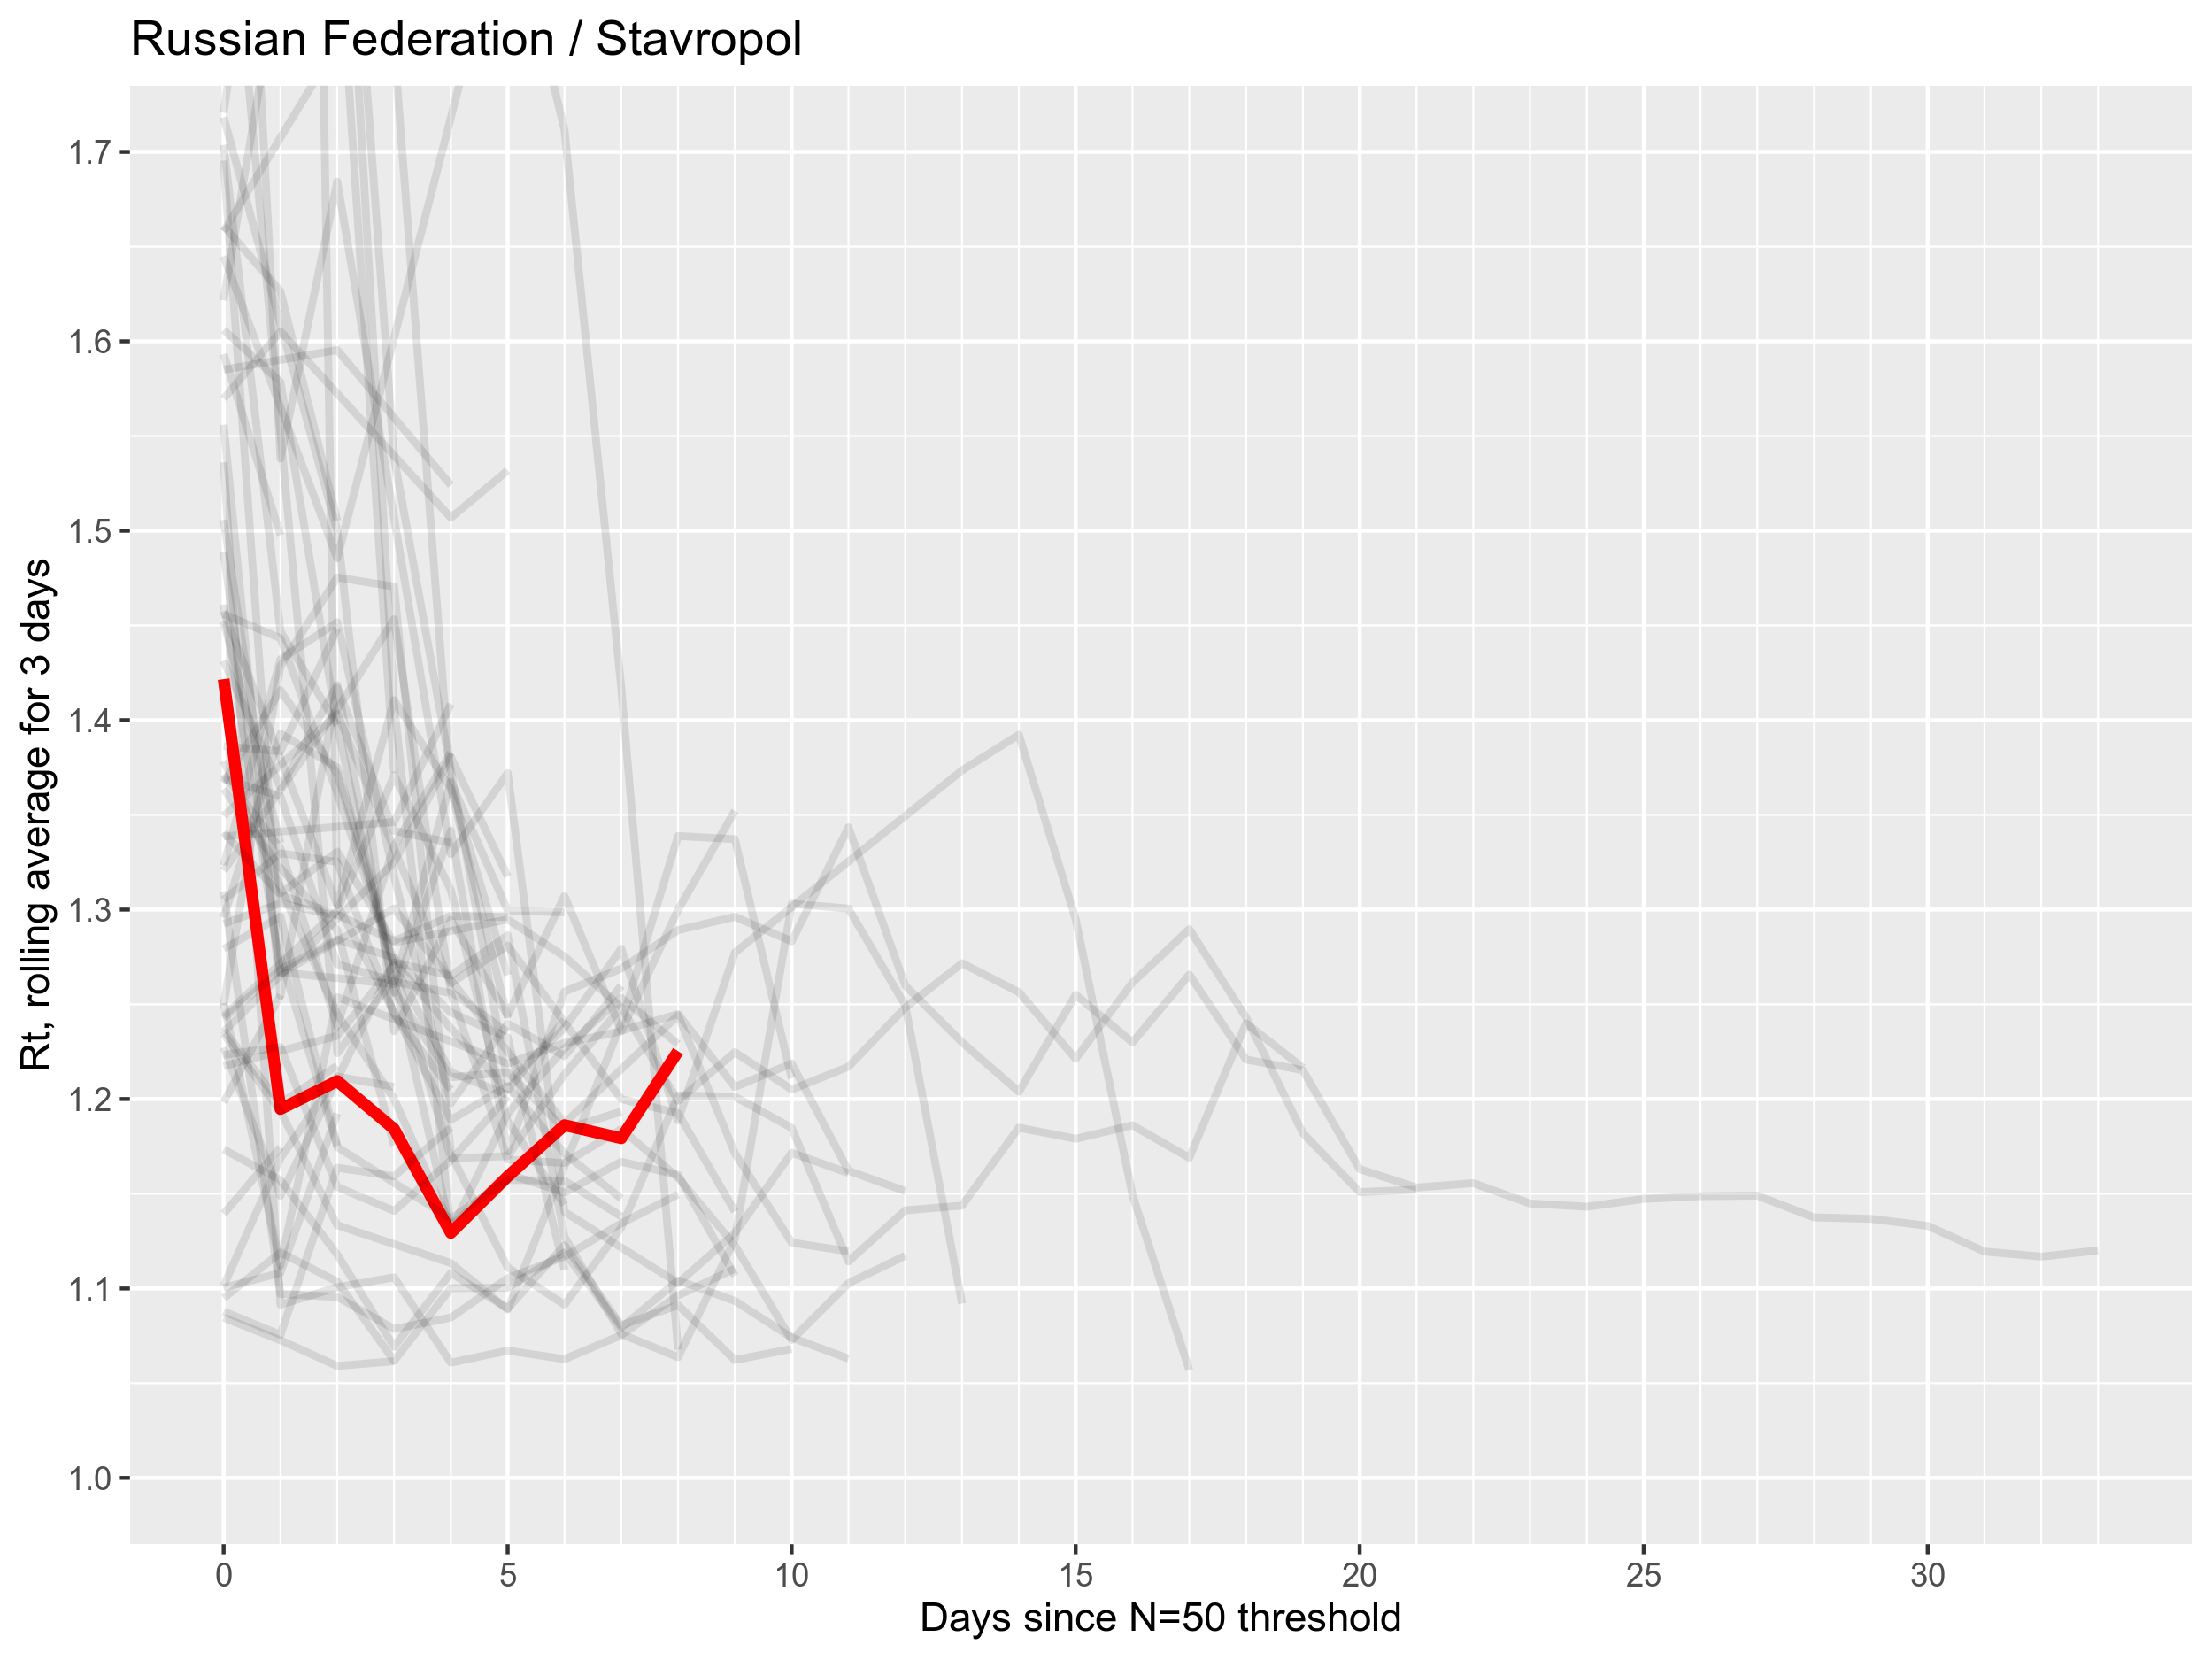 Russian Federation / Stavropol
Rt, rolling average for 3 days
1.7
1.6
1.5
1.4
1.3
1.2
1.1
1.0
0 5 10 15 20 25 30
Days since N=50 threshold